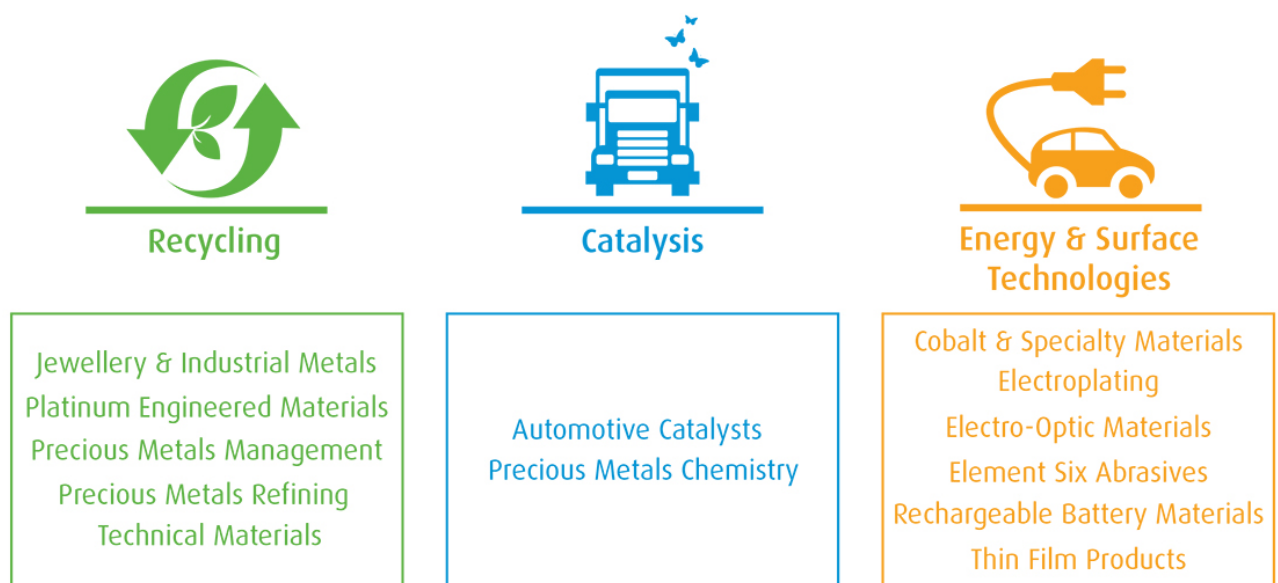 Recycling
Jewellery & Industrial Metals
Platinum Engineered Materials
Precious Metals Management
Precious Metals Refining
Technical Materials
Catalysis
Automotive Catalysts
Precious Metals Chemistry
Energy & Surface
Technologies
Cobalt & Specialty Materials
Electroplating
Electro-Optic Materials
Element Six Abrasives
Rechargeable Battery Materials
Thin Film Products